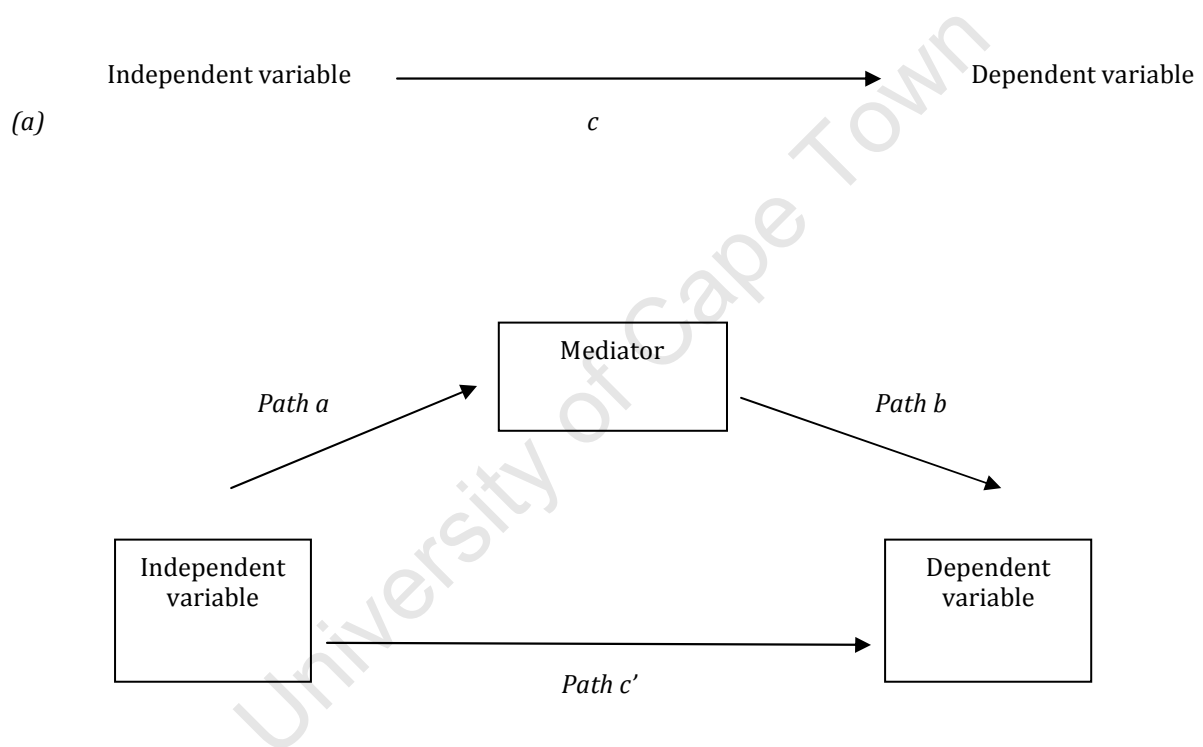 Independent variable
Dependent variable
(a)
c
Mediator
Path a
Path b
Independent
variable
Dependent
variable
Path c’
University of Cape Town